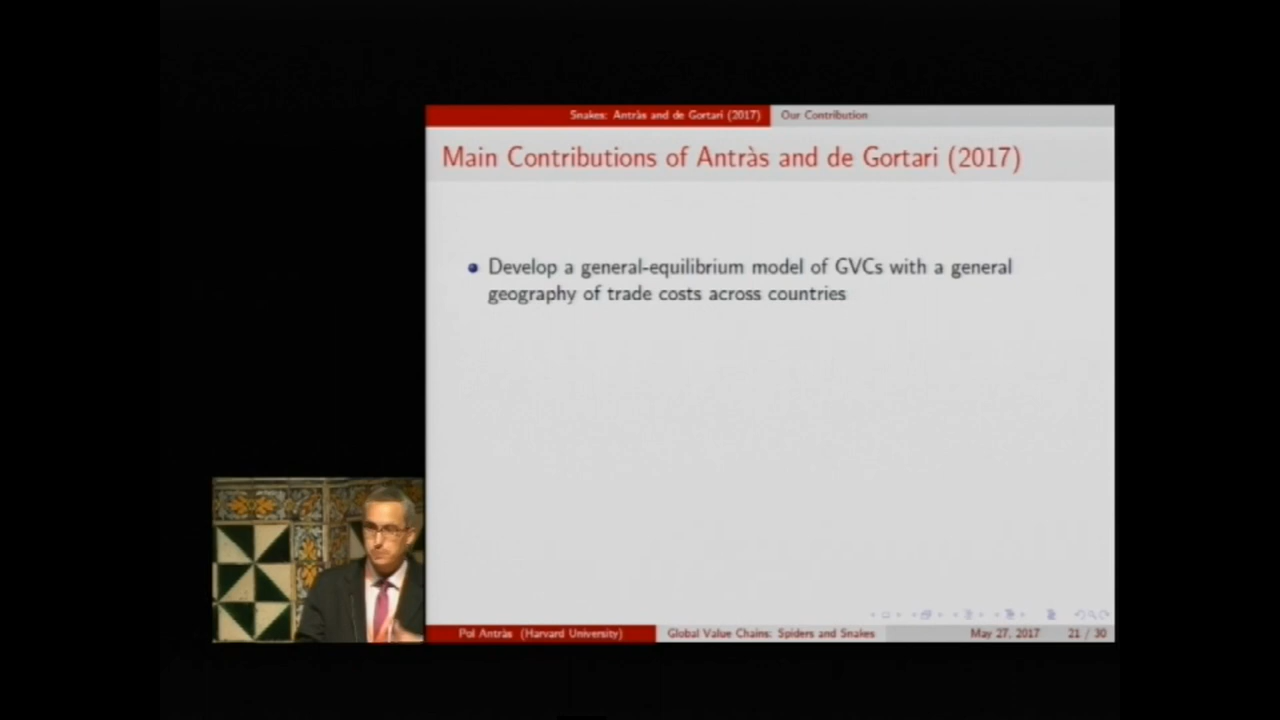 Snakes: Antràs and de Gortari (2017) Our Contribution
Main Contributions of Antràs and de Gortari (2017)
Develop a general-equilibrium model of GVCs with a general
geography of trade costs across countries
Pol Antràs (Harvard University) Global Value Chains: Spiders and Snakes May 27, 2017 21 / 30